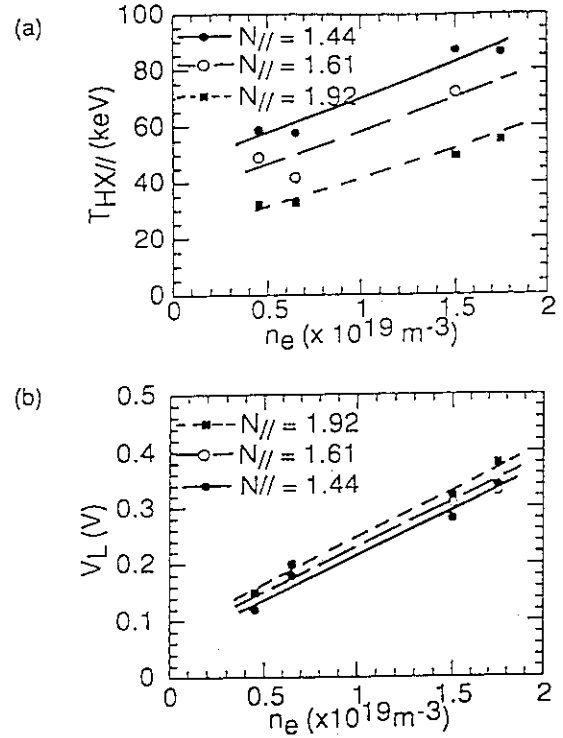 (a)
100
80
60
40
20
0
T_HX// (keV)
N// = 1.44
N// = 1.61
N// = 1.92
0 0.5 1 1.5 2
n_e (x 10^19 m^-3)
(b)
0.5
0.4
0.3
0.2
0.1
0
V_L (V)
N// = 1.92
N// = 1.61
N// = 1.44
0 0.5 1 1.5 2
n_e (x10^19 m^-3)